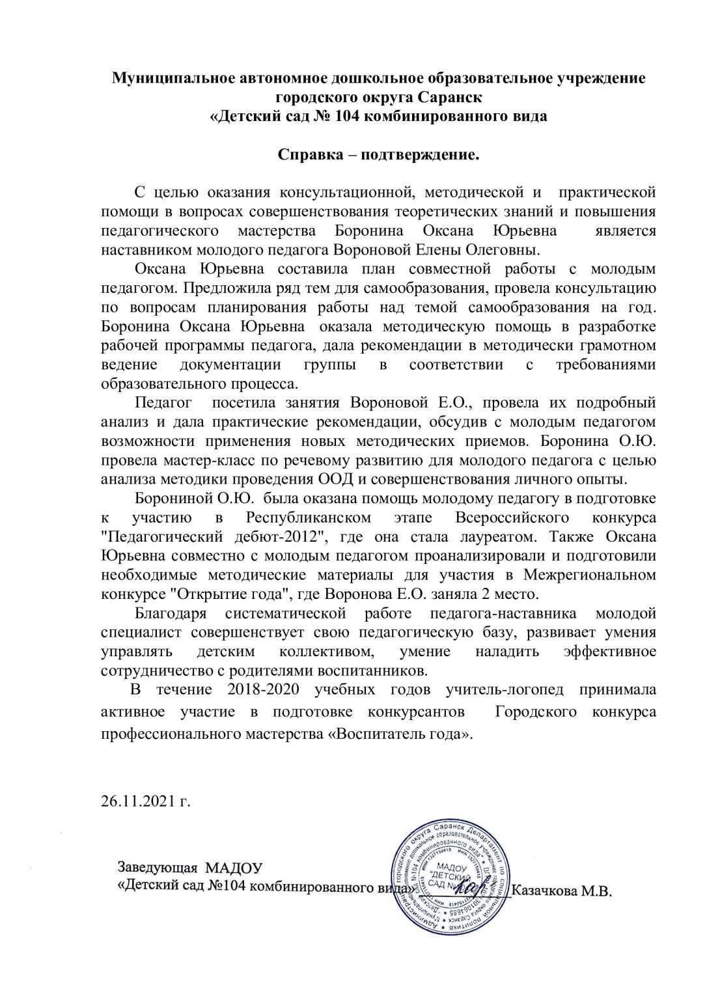 Муниципальное автономное дошкольное образовательное учреждение
городского округа Саранск
«Детский сад № 104 комбинированного вида
Справка – подтверждение.
С целью оказания консультационной, методической и практической
помощи в вопросах совершенствования теоретических знаний и повышения
педагогического мастерства Боронина Оксана Юрьевна является
наставником молодого педагога Вороновой Елены Олеговны.
Оксана Юрьевна составила план совместной работы с молодым
педагогом. Предложила ряд тем для самообразования, провела консультацию
по вопросам планирования работы над темой самообразования на год.
Боронина Оксана Юрьевна оказала методическую помощь в разработке
рабочей программы педагога, дала рекомендации в методически грамотном
ведение документации группы в соответствии с требованиями
образовательного процесса.
Педагог посетила занятия Вороновой Е.О., провела их подробный
анализ и дала практические рекомендации, обсудив с молодым педагогом
возможности применения новых методических приемов. Боронина О.Ю.
провела мастер-класс по речевому развитию для молодого педагога с целью
анализа методики проведения ООД и совершенствования личного опыты.
Борониной О.Ю. была оказана помощь молодому педагогу в подготовке
к участию в Республиканском этапе Всероссийского конкурса
"Педагогический дебют-2012", где она стала лауреатом. Также Оксана
Юрьевна совместно с молодым педагогом проанализировали и подготовили
необходимые методические материалы для участия в Межрегиональном
конкурсе "Открытие года", где Воронова Е.О. заняла 2 место.
Благодаря систематической работе педагога-наставника молодой
специалист совершенствует свою педагогическую базу, развивает умения
управлять детским коллективом, умение наладить эффективное
сотрудничество с родителями воспитанников.
В течение 2018-2020 учебных годов учитель-логопед принимала
активное участие в подготовке конкурсантов Городского конкурса
профессионального мастерства «Воспитатель года».
26.11.2021 г.
Заведующая МАДОУ
«Детский сад №104 комбинированного вида» Казачкова М.В.
городского округа Саранск Департамент по социальной политике
МАДОУ
"ДЕТСКИЙ
САД №